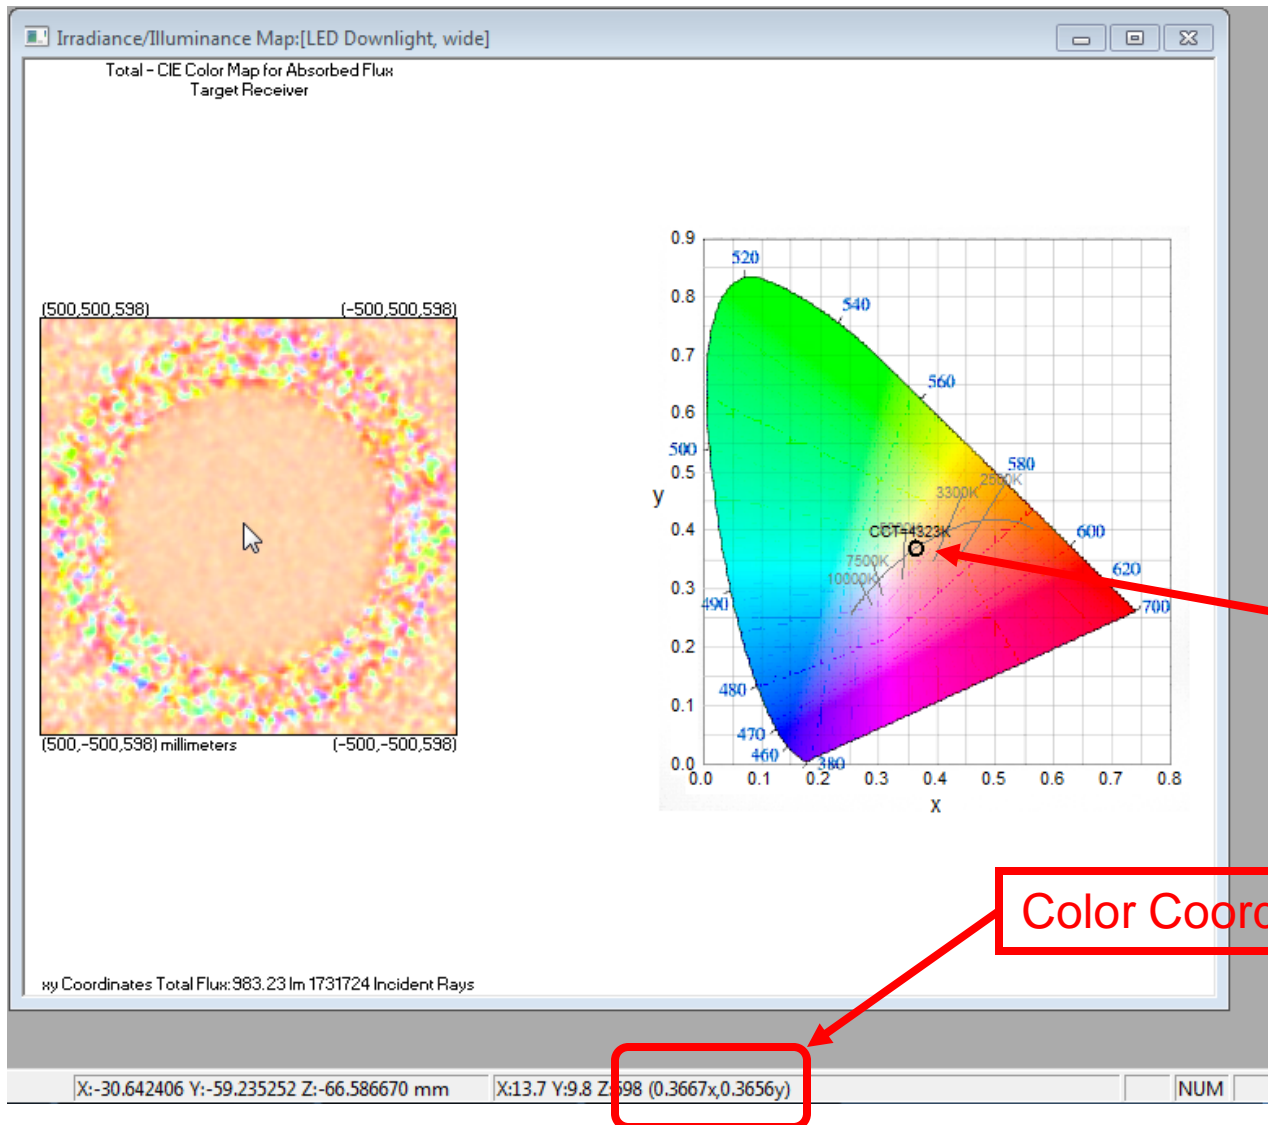 Irradiance/Illuminance Map:[LED Downlight, wide]
Total - CIE Color Map for Absorbed Flux
Target Receiver
(500,500,598) (-500,500,598)
(500,-500,598) millimeters (-500,-500,598)
0.9
0.8
0.7
0.6
0.5
0.4
0.3
0.2
0.1
0.0
y
0.0 0.1 0.2 0.3 0.4 0.5 0.6 0.7 0.8
x
520
540
560
500
580
2500K
3300K
CCT=4323K
600
7500K
10000K
620
490
700
480
470
460
380
Color Coord
xy Coordinates Total Flux:983.23 lm 1731724 Incident Rays
X:-30.642406 Y:-59.235252 Z:-66.586670 mm X:13.7 Y:9.8 Z:598 (0.3667x,0.3656y) NUM